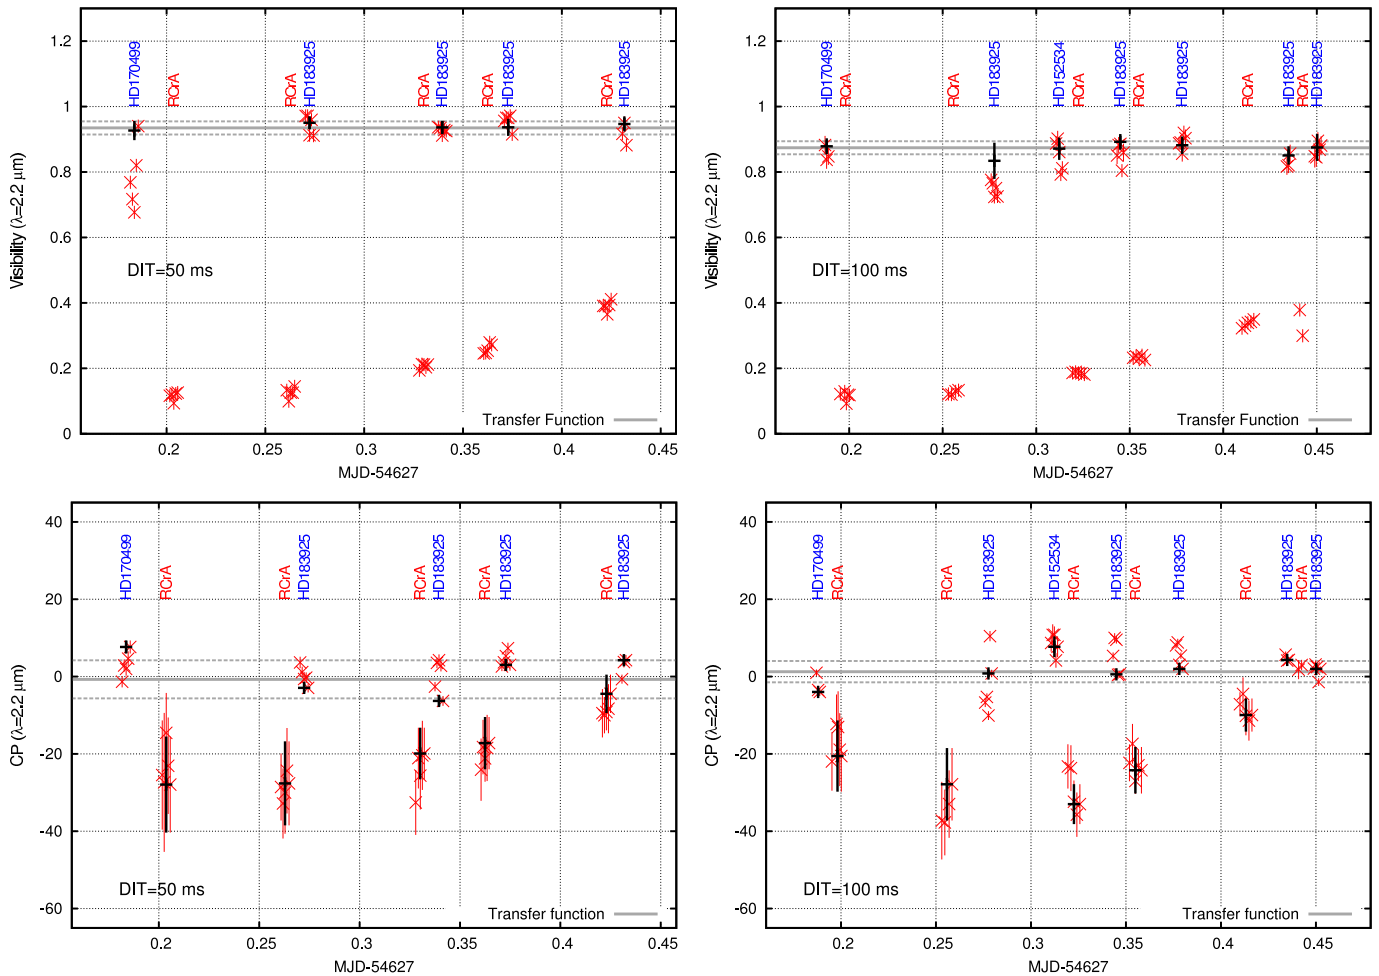 1.2
1
0.8
0.6
0.4
0.2
0
Visibility (λ=2.2 μm)
HD170499
RCrA
RCrA
HD183925
RCrA
HD183925
RCrA
HD183925
RCrA
HD183925
DIT=50 ms
Transfer Function
0.2 0.25 0.3 0.35 0.4 0.45
MJD-54627
1.2
1
0.8
0.6
0.4
0.2
0
Visibility (λ=2.2 μm)
HD170499
RCrA
RCrA
HD183925
HD152534
RCrA
HD183925
RCrA
HD183925
RCrA
HD183925
RCrA
HD183925
DIT=100 ms
Transfer Function
0.2 0.25 0.3 0.35 0.4 0.45
MJD-54627
40
20
0
-20
-40
-60
CP (λ=2.2 μm)
HD170499
RCrA
RCrA
HD183925
RCrA
HD183925
RCrA
HD183925
RCrA
HD183925
DIT=50 ms
Transfer function
0.2 0.25 0.3 0.35 0.4 0.45
MJD-54627
40
20
0
-20
-40
-60
CP (λ=2.2 μm)
HD170499
RCrA
RCrA
HD183925
HD152534
RCrA
HD183925
RCrA
HD183925
RCrA
HD183925
RCrA
HD183925
DIT=100 ms
Transfer function
0.2 0.25 0.3 0.35 0.4 0.45
MJD-54627